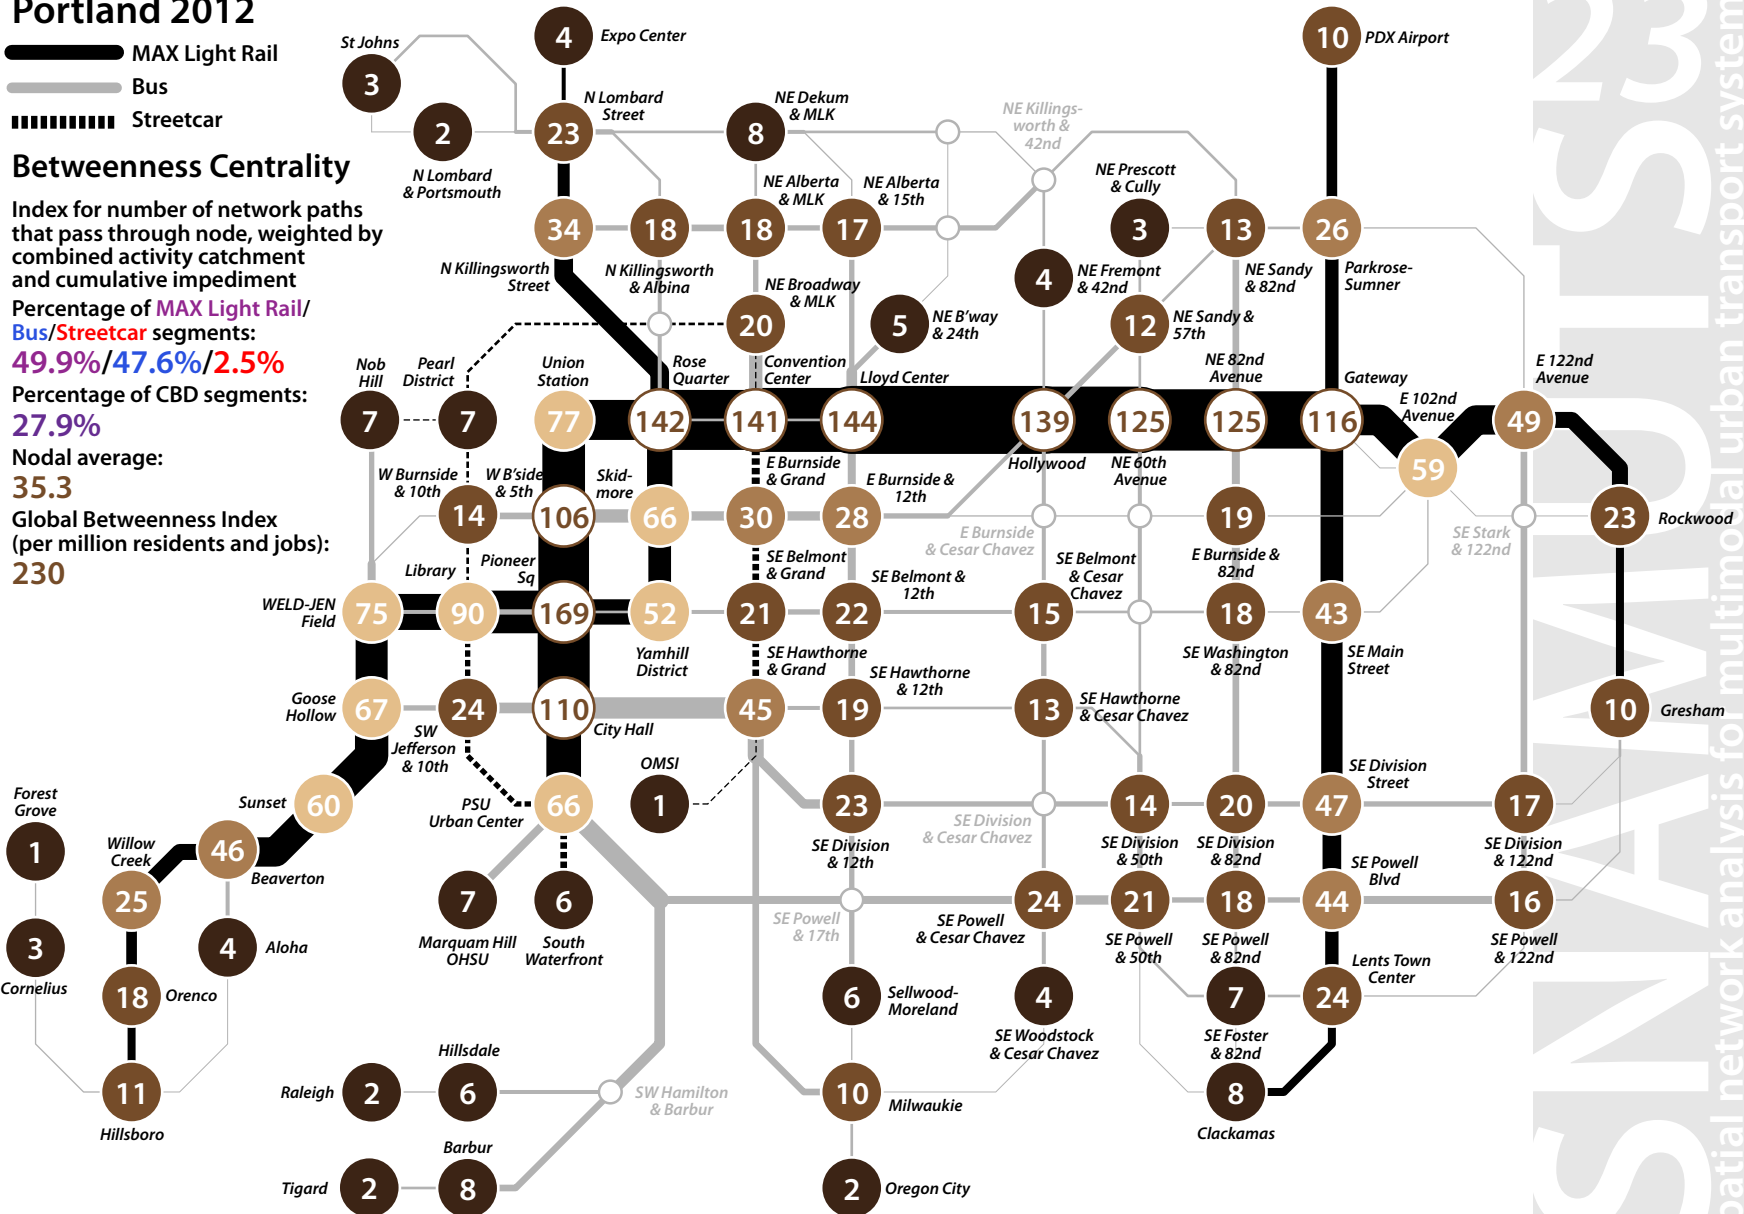 Portland 2012
MAX Light Rail
Bus
Streetcar
Betweenness Centrality
Index for number of network paths
that pass through node, weighted by
combined activity catchment
and cumulative impediment
Percentage of MAX Light Rail/
Bus/Streetcar segments:
49.9%/47.6%/2.5%
Percentage of CBD segments:
27.9%
Nodal average:
35.3
Global Betweenness Index
(per million residents and jobs):
230
St Johns
3
4
Expo Center
10
PDX Airport
2
N Lombard
& Portsmouth
23
N Lombard
Street
8
NE Dekum
& MLK
NE Killings-
worth &
42nd
34
N Killingsworth
Street
18
N Killingsworth
& Albina
18
NE Alberta
& MLK
17
NE Alberta
& 15th
NE Prescott
& Cully
3
13
NE Sandy
& 82nd
26
Parkrose-
Sumner
4
NE Fremont
& 42nd
20
NE Broadway
& MLK
5
NE B'way
& 24th
12
NE Sandy &
57th
Nob
Hill
7
Pearl
District
7
Union
Station
77
Rose
Quarter
142
Convention
Center
141
Lloyd Center
144
139
Hollywood
125
NE 60th
Avenue
NE 82nd
Avenue
125
Gateway
116
E 102nd
Avenue
59
E 122nd
Avenue
49
W Burnside
& 10th
14
W B'side
& 5th
106
Skid-
more
66
E Burnside
& Grand
30
E Burnside &
12th
28
E Burnside
& Cesar Chavez
19
E Burnside &
82nd
SE Stark
& 122nd
23
Rockwood
WELD-JEN
Field
75
Library
90
Pioneer
Sq
169
52
Yamhill
District
SE Belmont
& Grand
21
SE Belmont &
12th
22
SE Belmont
& Cesar
Chavez
15
18
SE Washington
& 82nd
43
SE Main
Street
Goose
Hollow
67
24
SW
Jefferson
& 10th
110
City Hall
SE Hawthorne
& Grand
45
SE Hawthorne
& 12th
19
13
SE Hawthorne
& Cesar Chavez
10
Gresham
Sunset
60
PSU
Urban Center
66
OMSI
1
23
SE Division
& 12th
SE Division
& Cesar Chavez
14
SE Division
& 50th
20
SE Division
& 82nd
SE Division
Street
47
17
SE Division
& 122nd
Forest
Grove
1
Willow
Creek
25
46
Beaverton
7
Marquam Hill
OHSU
6
South
Waterfront
SE Powell
& 17th
24
SE Powell
& Cesar Chavez
21
SE Powell
& 50th
18
SE Powell
& 82nd
SE Powell
Blvd
44
16
SE Powell
& 122nd
3
Cornelius
4
Aloha
18
Orenco
6
Sellwood-
Moreland
4
SE Woodstock
& Cesar Chavez
7
SE Foster
& 82nd
Lents Town
Center
24
11
Hillsboro
Raleigh
2
Hillsdale
6
SW Hamilton
& Barbur
10
Milwaukie
8
Clackamas
Tigard
2
Barbur
8
2
Oregon City
23
SNAMUTS
spatial network analysis for multimodal urban transport systems